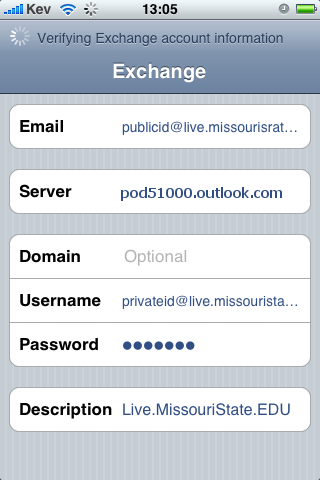 Kev 13:05
Verifying Exchange account information
Exchange
Email publicid@live.missourisrat...
Server pod51000.outlook.com
Domain Optional
Username privateid@live.missourista...
Password ●●●●●●●
Description Live.MissouriState.EDU